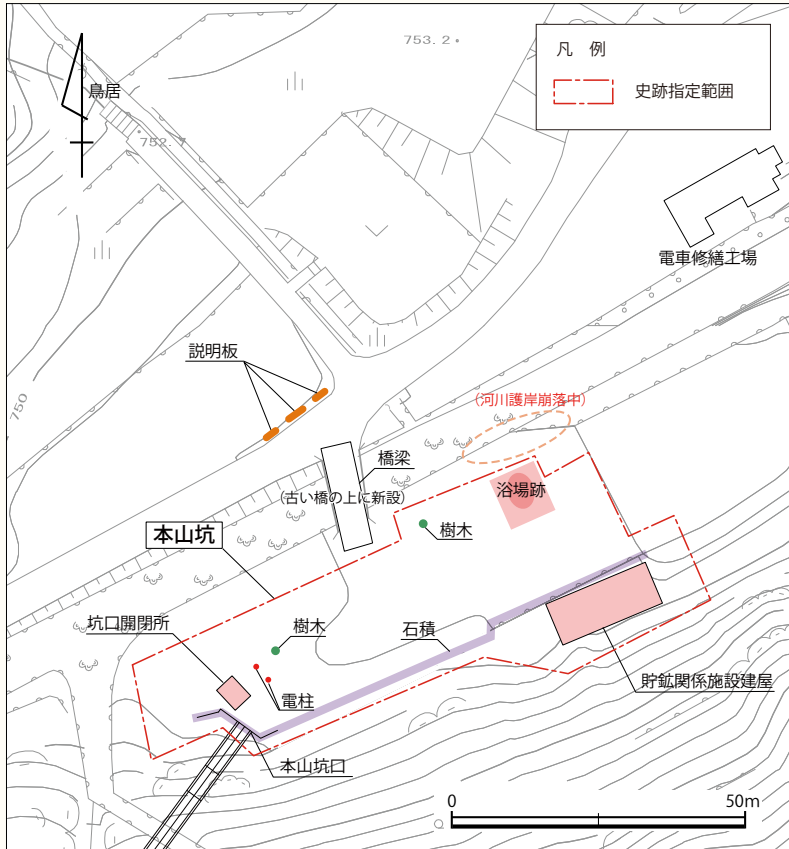 753.2
凡 例
史跡指定範囲
鳥居
752.7
電車修繕工場
説明板
750
(河川護岸崩落中)
橋梁
浴場跡
(古い橋の上に新設)
樹木
本山坑
坑口開閉所
樹木
石積
電柱
貯鉱関係施設建屋
本山坑口
0 50m